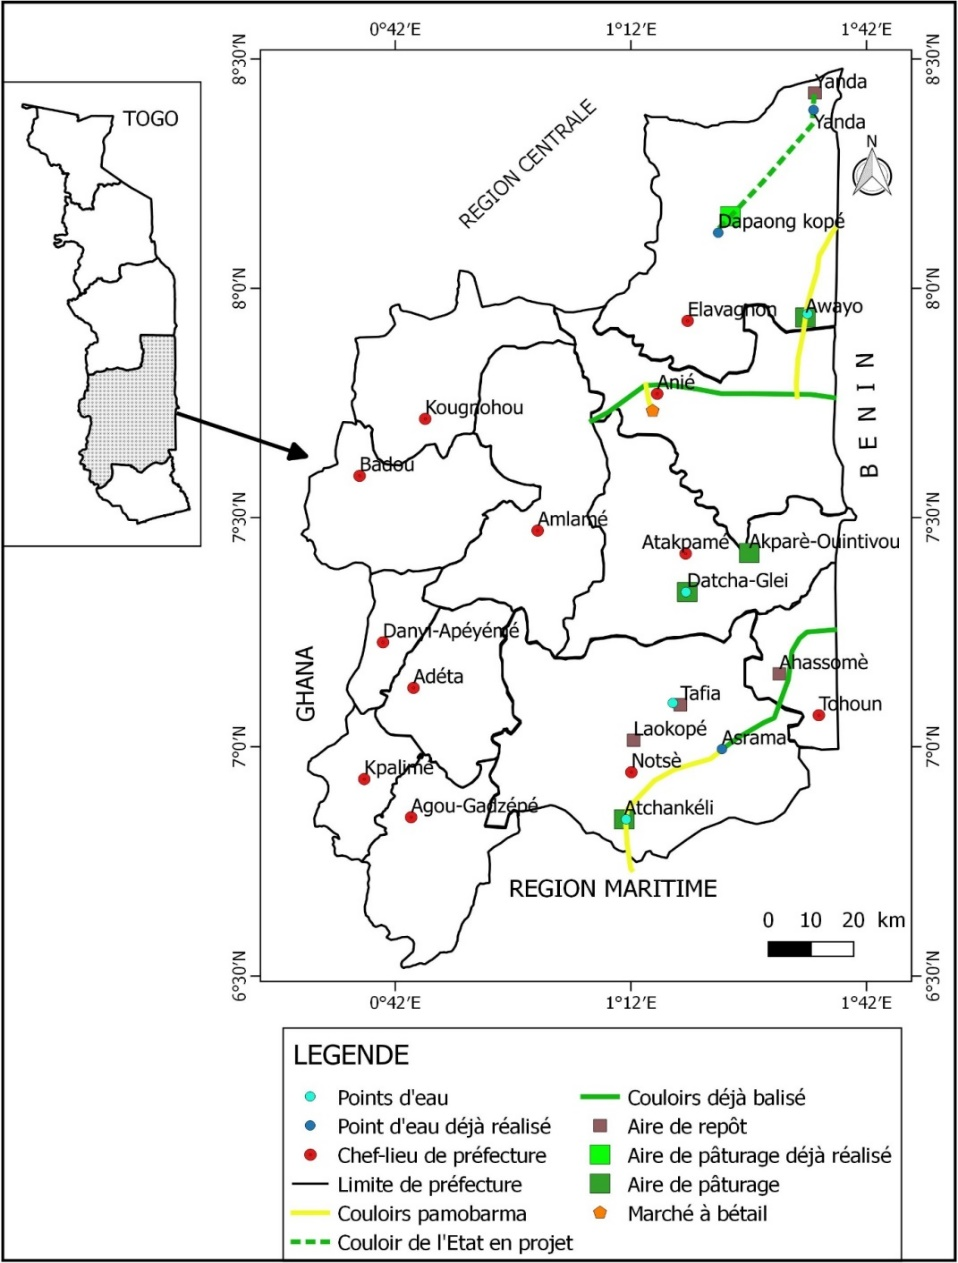 0°42'E 1°12'E 1°42'E
8°30'N
8°30'N
TOGO
REGION CENTRALE
Yanda
Yanda
N
Dapaong kopé
8°0'N
8°0'N
Elavagnon
Awayo
BENIN
Anié
Kougnohou
Badou
7°30'N
7°30'N
Amlamé
Atakpamé
Akparè-Ouintivou
Datcha-Glei
Danyi-Apéyémé
GHANA
Ahassomè
Adéta
Tafia
Tohoun
Laokopé
Asrama
7°0'N
7°0'N
Notsè
Kpalimé
Agou-Gadzépé
Atchankéli
REGION MARITIME
0 10 20 km
6°30'N
6°30'N
0°42'E 1°12'E 1°42'E
LEGENDE
Points d'eau
Point d'eau déjà réalisé
Chef-lieu de préfecture
Limite de préfecture
Couloirs pamobarma
Couloir de l'Etat en projet
Couloirs déjà balisé
Aire de repôt
Aire de pâturage déjà réalisé
Aire de pâturage
Marché à bétail